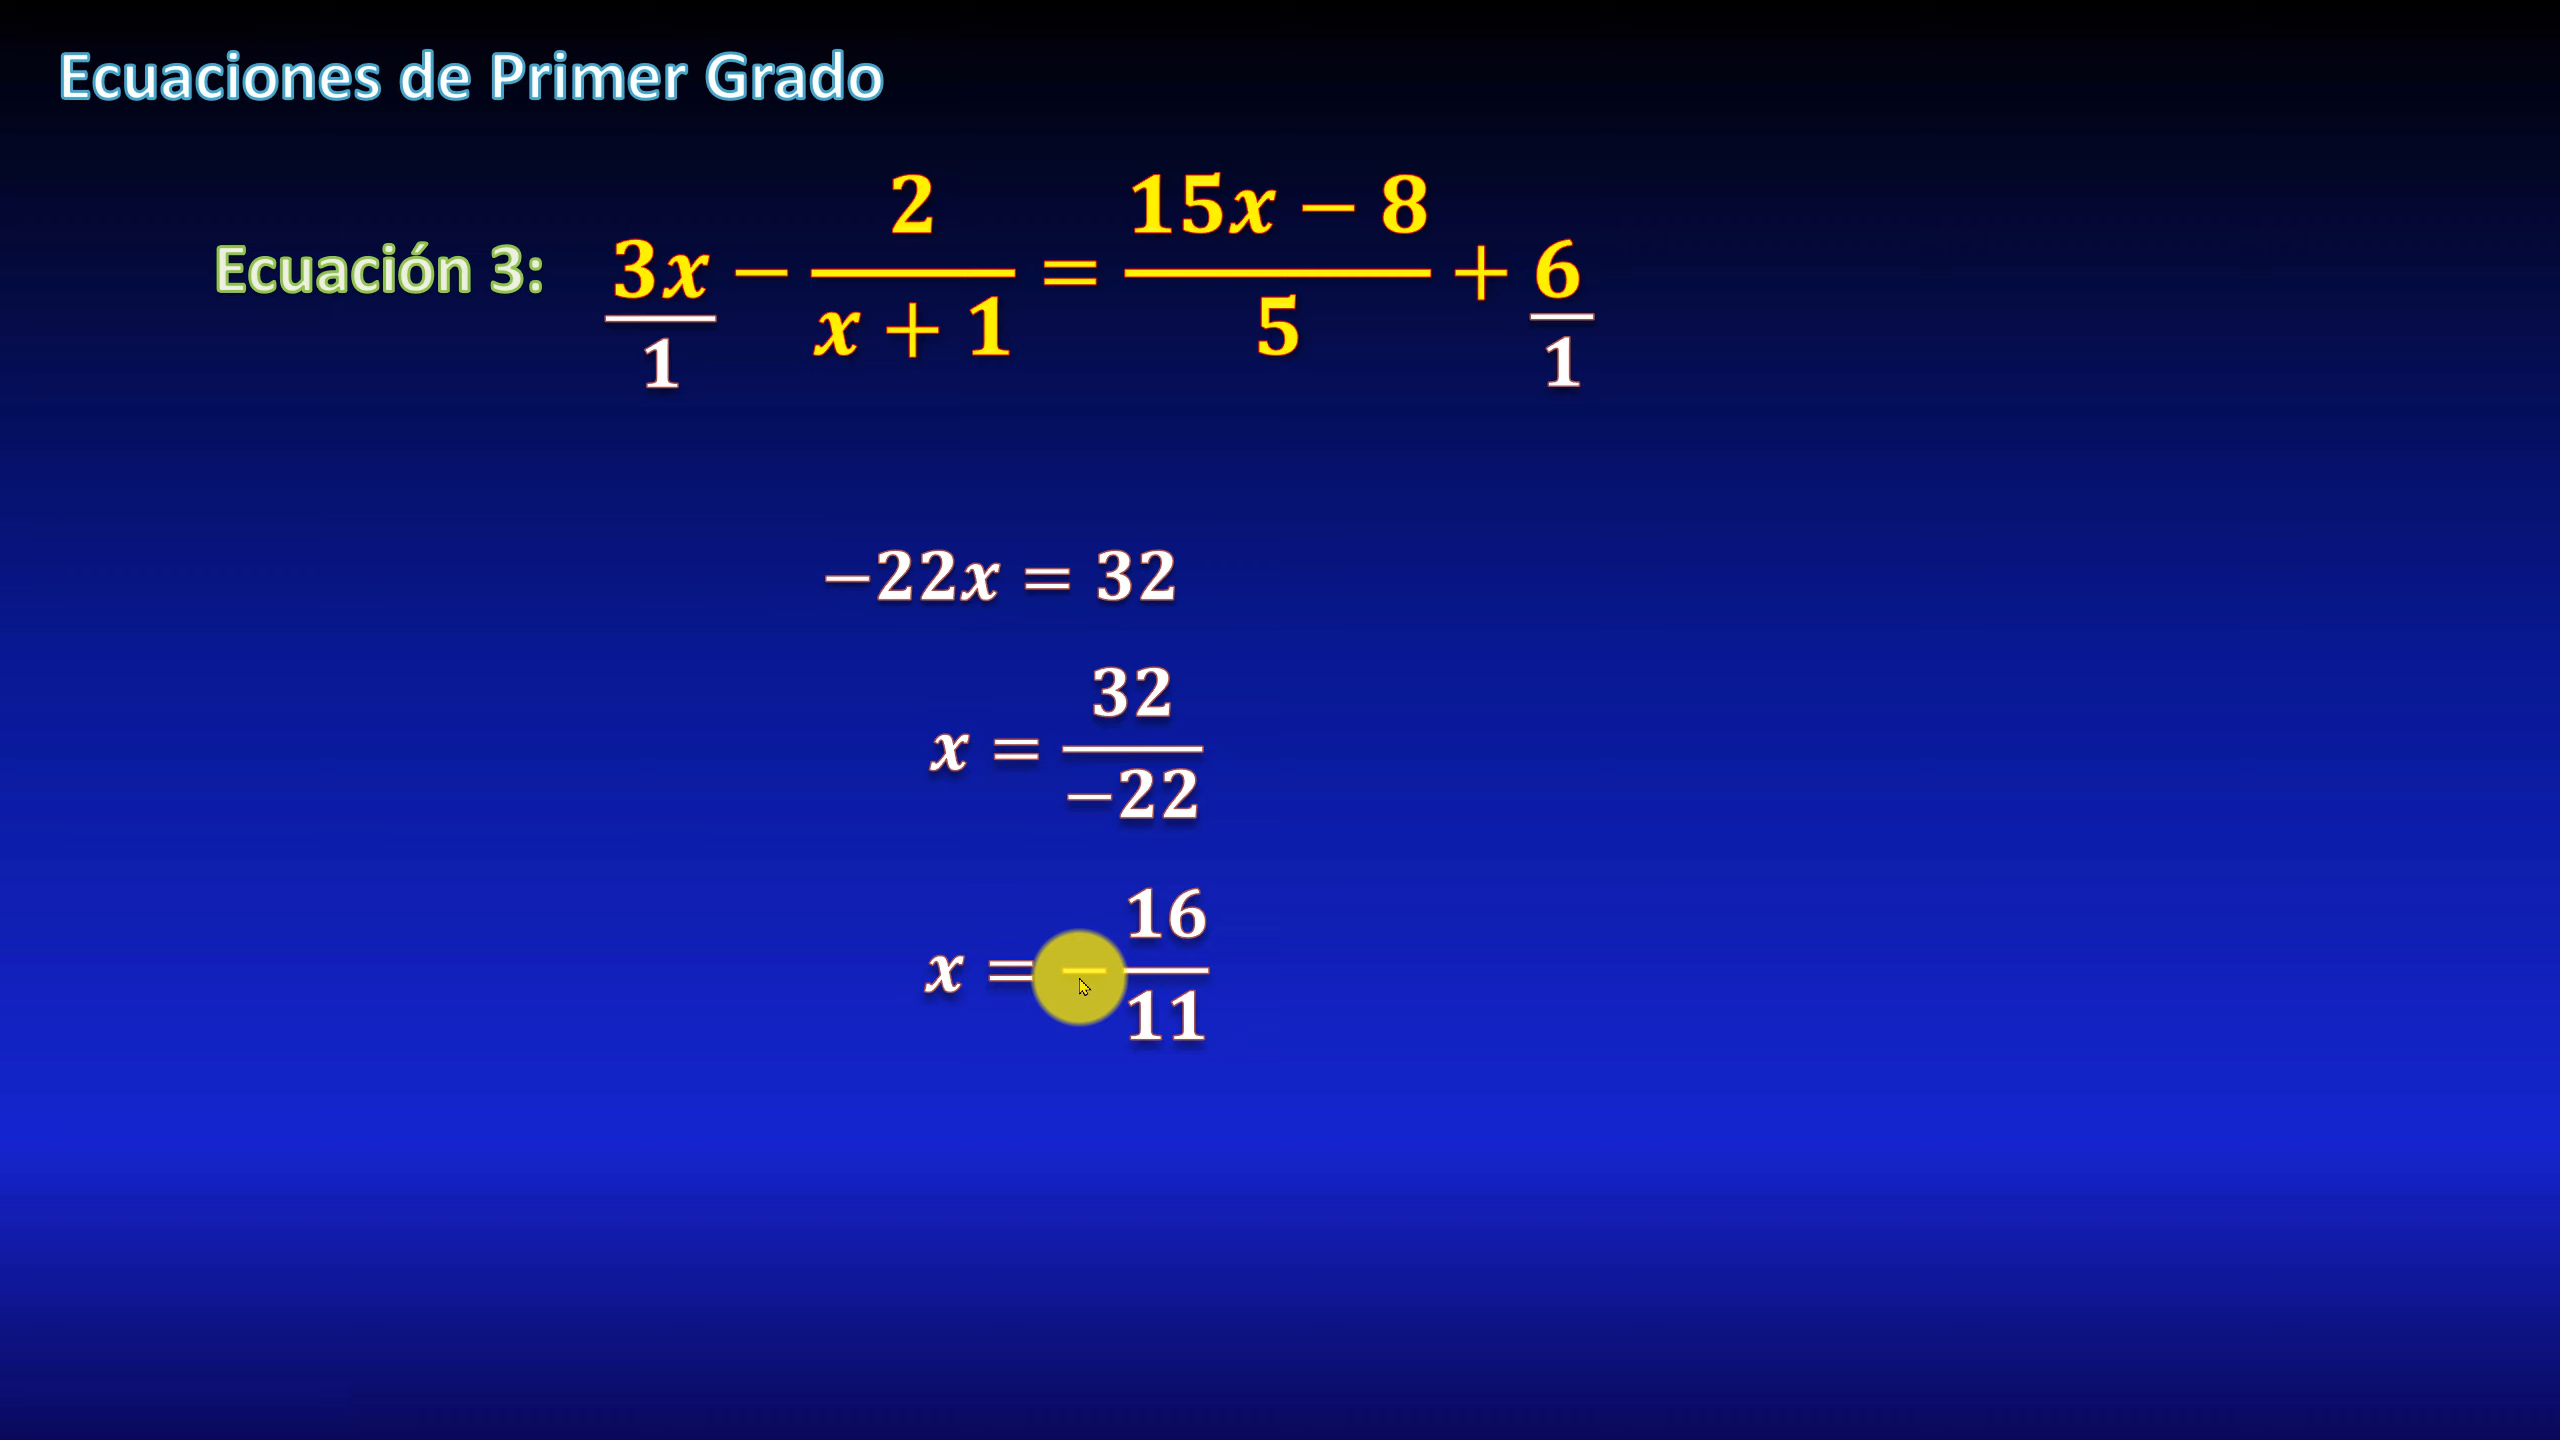 Ecuaciones de Primer Grado
Ecuación 3: 3x/1 − 2/(x + 1) = (15x − 8)/5 + 6/1
−22x = 32
x = 32/−22
x = − 16/11